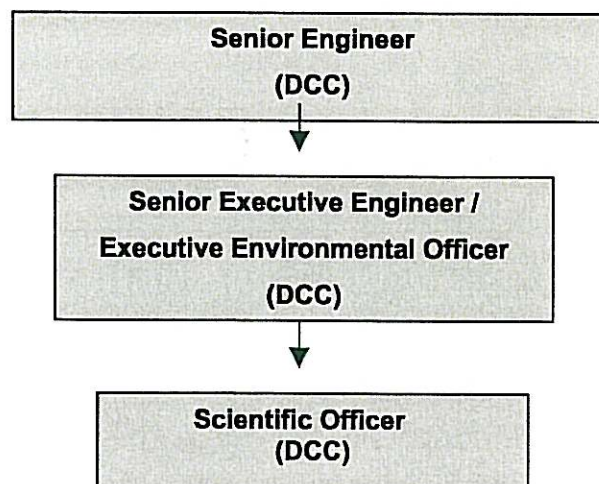 Senior Engineer
(DCC)
Senior Executive Engineer /
Executive Environmental Officer
(DCC)
Scientific Officer
(DCC)